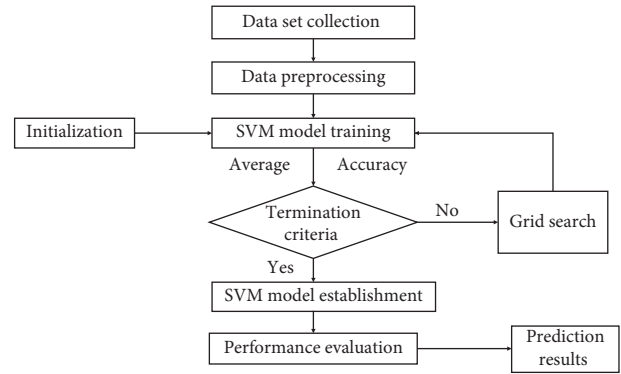 Data set collection
Data preprocessing
Initialization
SVM model training
Average
Accuracy
Termination
criteria
No
Grid search
Yes
SVM model establishment
Performance evaluation
Prediction
results